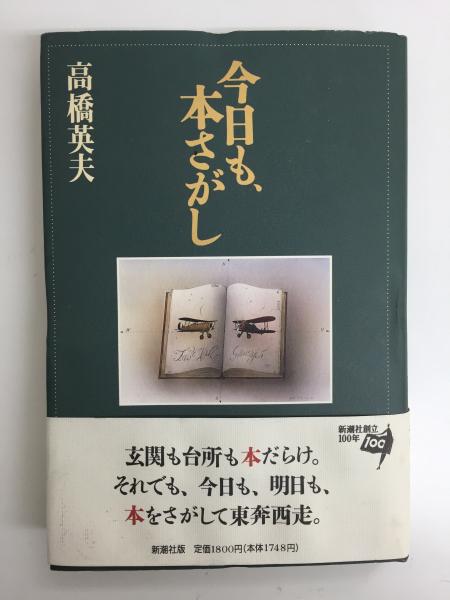 今日も、
本さがし
高橋英夫
新潮社創立
100年
100
玄関も台所も本だらけ。
それでも、今日も、明日も、
本をさがして東奔西走。
新潮社版 定価1800円(本体1748円)